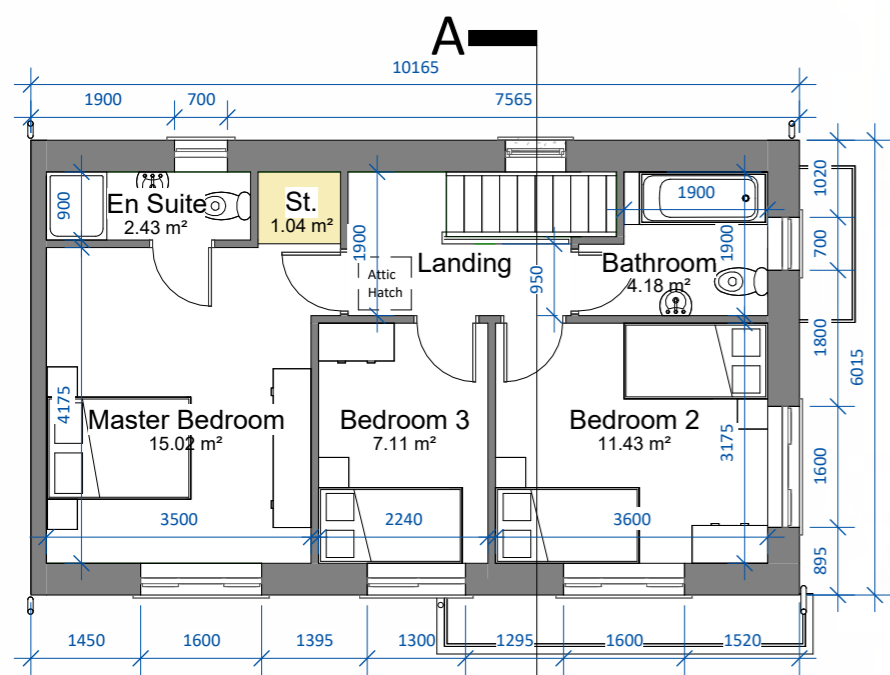 A
10165
1900 700 7565
En Suite
2.43 m²
900
St.
1.04 m²
1900
Attic
Hatch
Landing
950
1900
1900
Bathroom
4.18 m²
1020
700
1800
6015
1600
895
Master Bedroom
15.02 m²
4175
3500
Bedroom 3
7.11 m²
2240
Bedroom 2
11.43 m²
3175
3600
1450 1600 1395 1300 1295 1600 1520